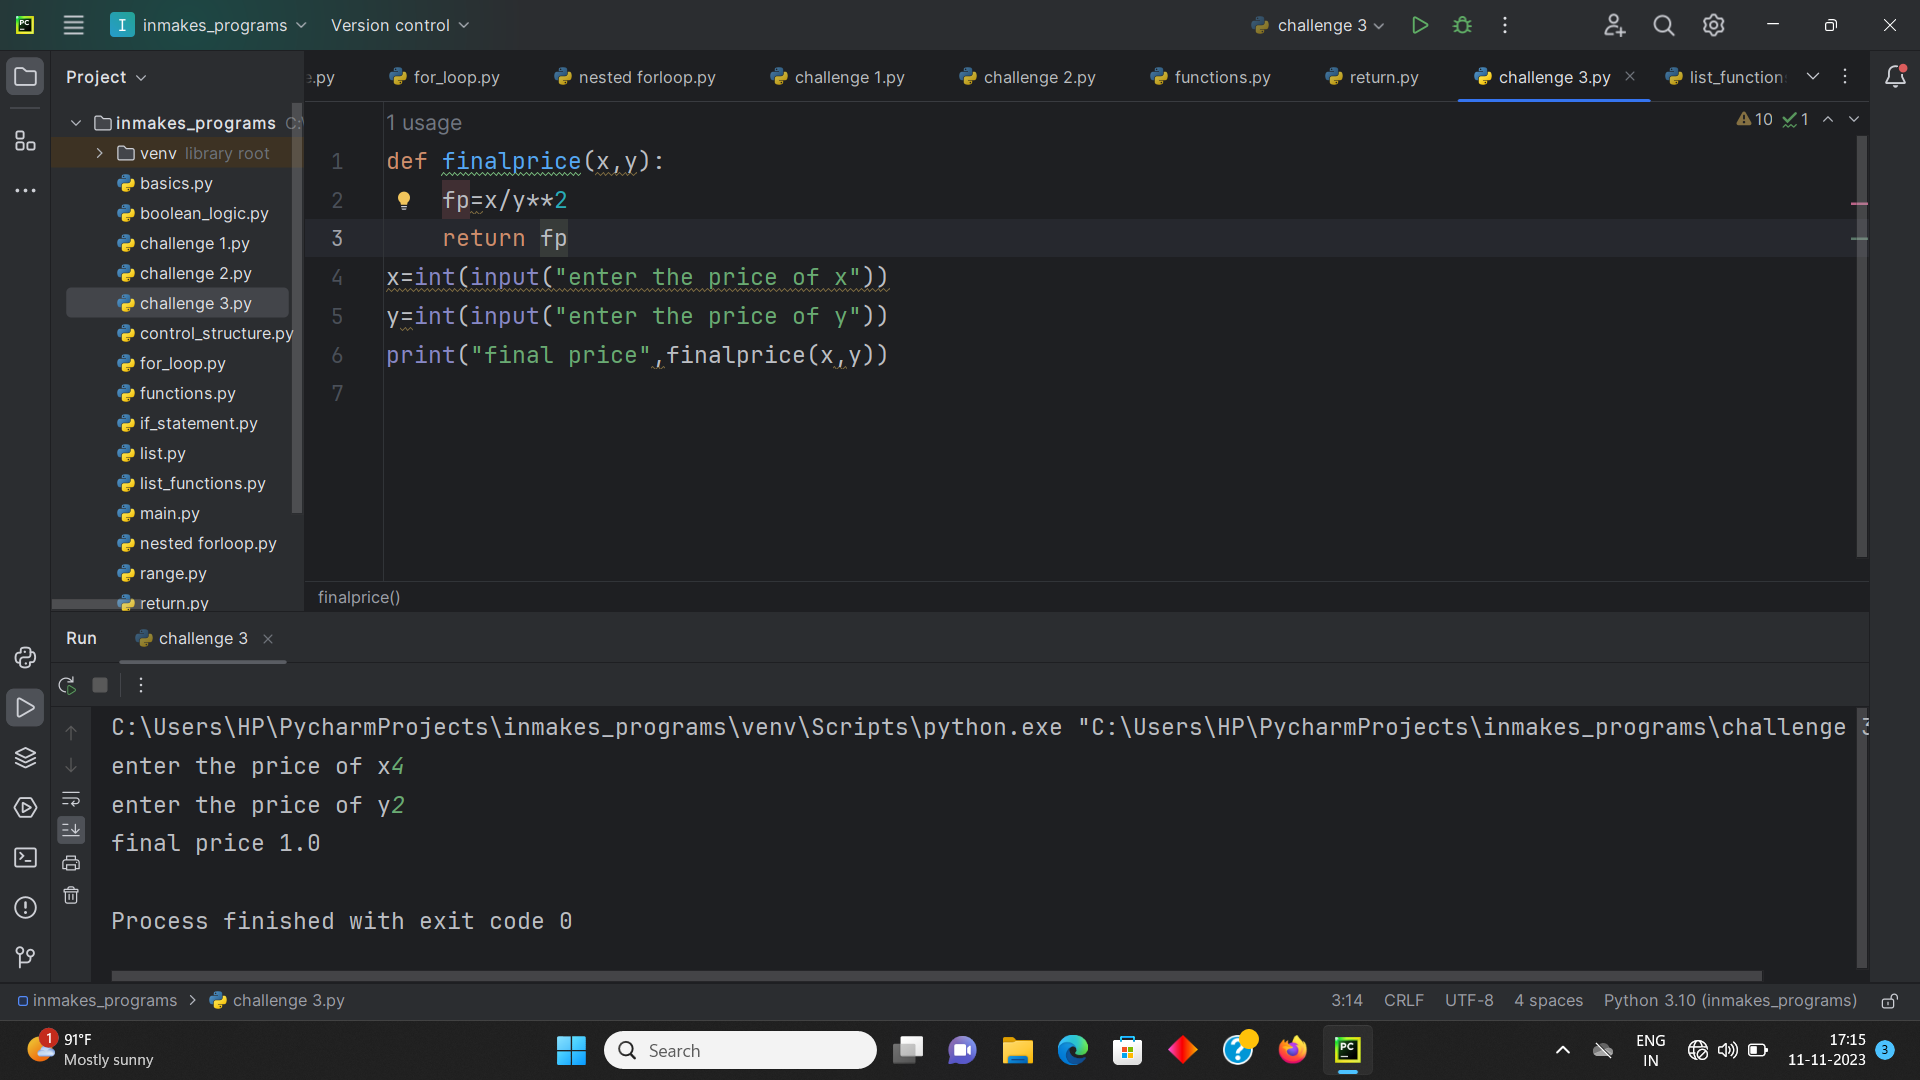 PC
I inmakes_programs Version control challenge 3
Project
e.py for_loop.py nested forloop.py challenge 1.py challenge 2.py functions.py return.py challenge 3.py list_function
inmakes_programs C:\
venv library root
basics.py
boolean_logic.py
challenge 1.py
challenge 2.py
challenge 3.py
control_structure.py
for_loop.py
functions.py
if_statement.py
list.py
list_functions.py
main.py
nested forloop.py
range.py
return.py
1 usage
10 1
1 def finalprice(x,y):
2 fp=x/y**2
3 return fp
4 x=int(input("enter the price of x"))
5 y=int(input("enter the price of y"))
6 print("final price",finalprice(x,y))
7
finalprice()
Run challenge 3
C:\Users\HP\PycharmProjects\inmakes_programs\venv\Scripts\python.exe "C:\Users\HP\PycharmProjects\inmakes_programs\challenge 3
enter the price of x4
enter the price of y2
final price 1.0
Process finished with exit code 0
inmakes_programs challenge 3.py 3:14 CRLF UTF-8 4 spaces Python 3.10 (inmakes_programs)
1 91°F
Mostly sunny
Search
PC
ENG
IN
17:15
11-11-2023
3